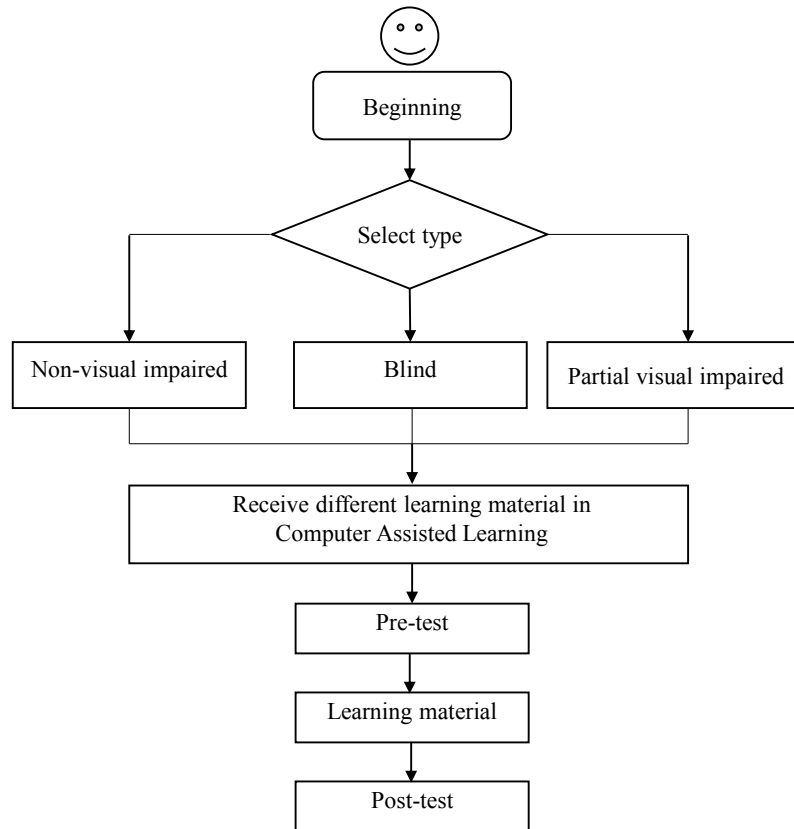 Beginning
Select type
Non-visual impaired
Blind
Partial visual impaired
Receive different learning material in
Computer Assisted Learning
Pre-test
Learning material
Post-test